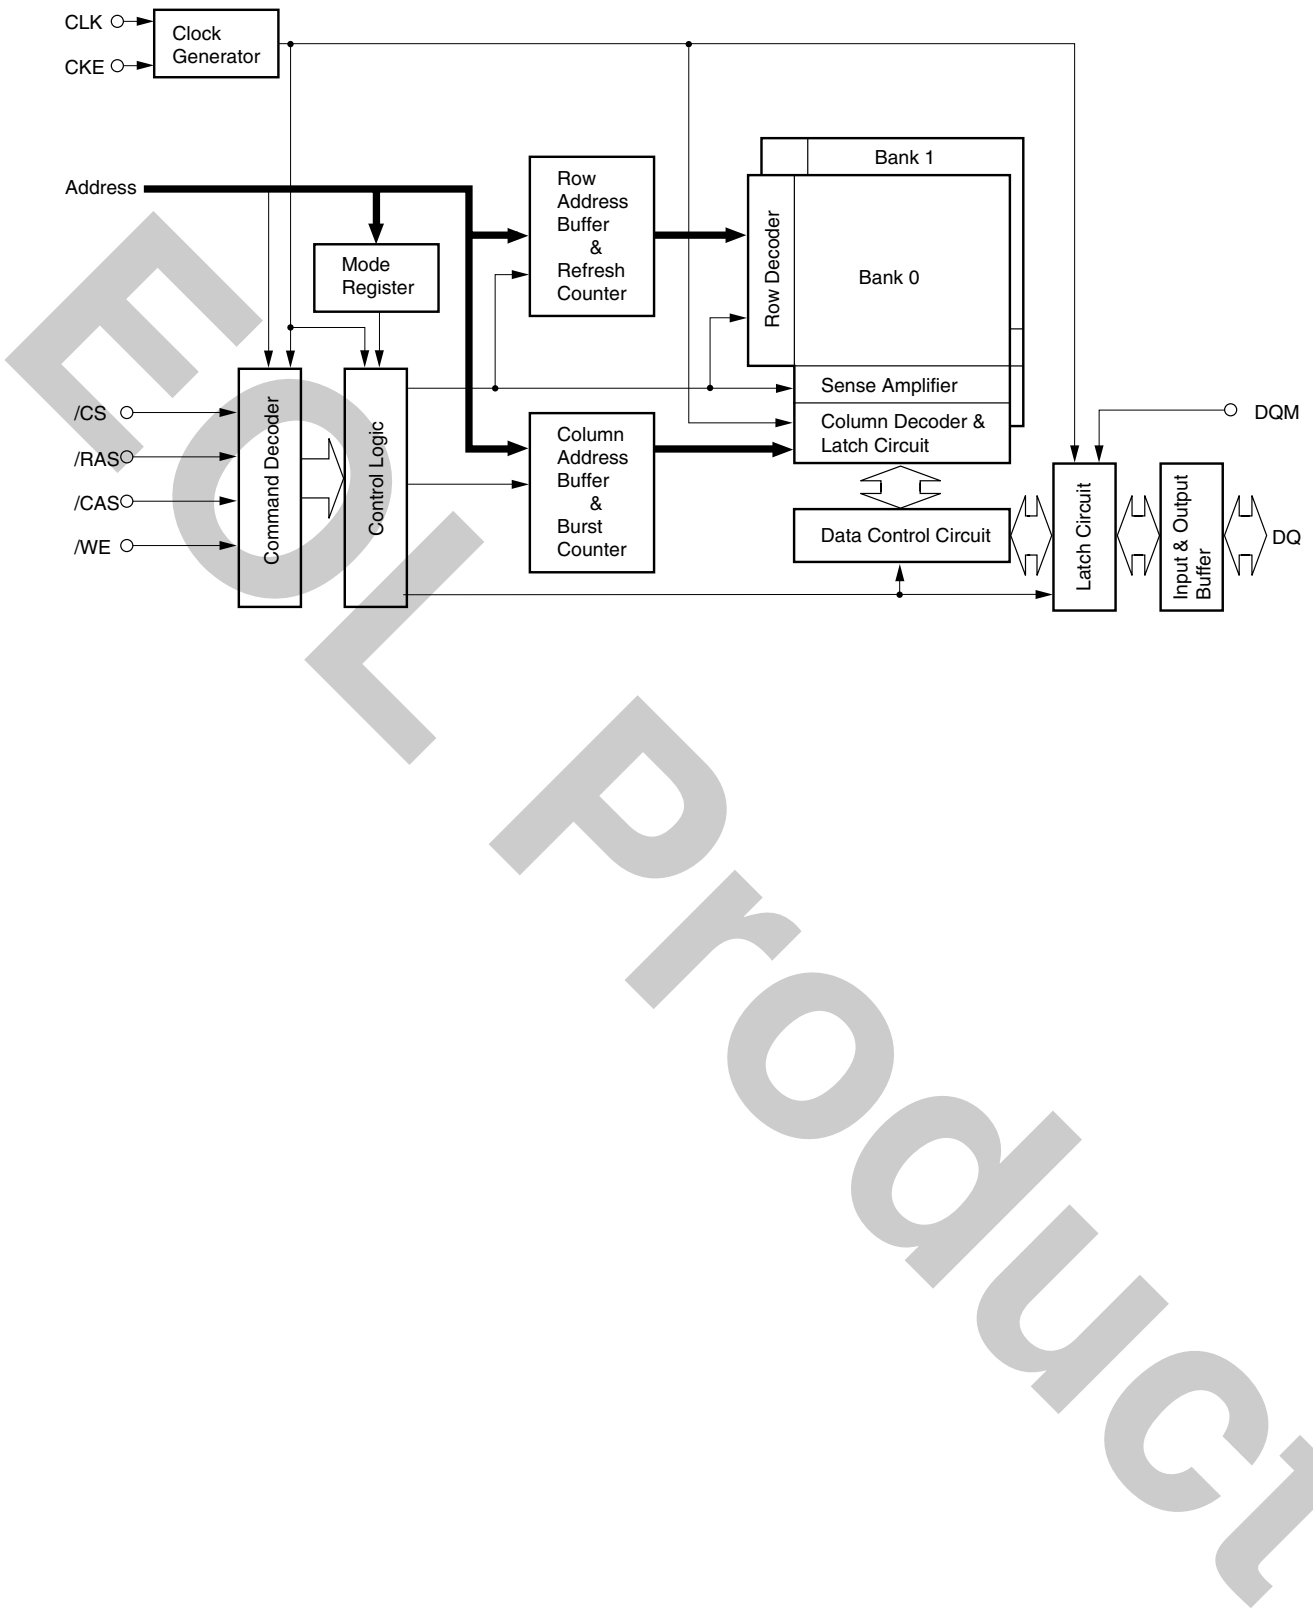 CLK
CKE
Clock
Generator
Address
Mode
Register
Row
Address
Buffer
&
Refresh
Counter
Bank 1
Row Decoder
Bank 0
Sense Amplifier
Column Decoder &
Latch Circuit
/CS
/RAS
/CAS
/WE
Command Decoder
Control Logic
Column
Address
Buffer
&
Burst
Counter
Data Control Circuit
Latch Circuit
Input & Output
Buffer
DQM
DQ
EOL Product